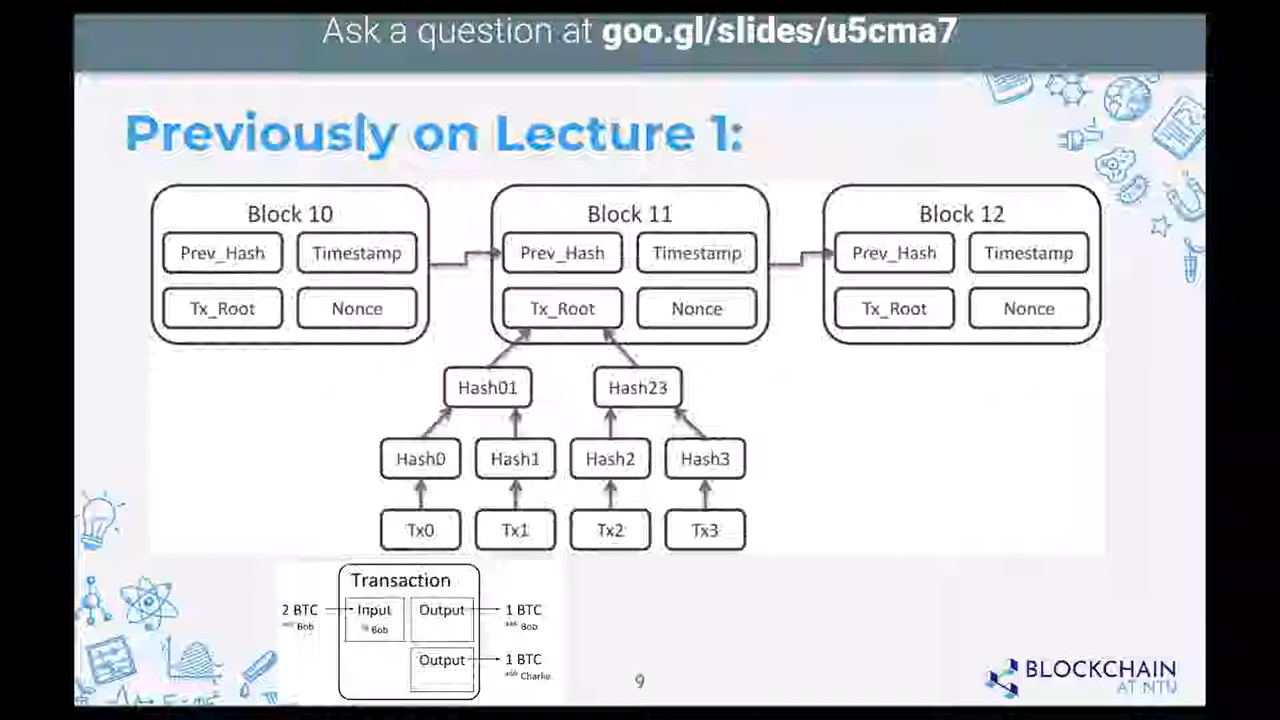 Ask a question at goo.gl/slides/u5cma7
Previously on Lecture 1:
Block 10
Prev_Hash
Timestamp
Tx_Root
Nonce
Block 11
Prev_Hash
Timestamp
Tx_Root
Nonce
Block 12
Prev_Hash
Timestamp
Tx_Root
Nonce
Hash01
Hash23
Hash0
Hash1
Hash2
Hash3
Tx0
Tx1
Tx2
Tx3
Transaction
2 BTC
Bob
Input
Bob
Output
1 BTC
Bob
Output
1 BTC
Charlie
9
BLOCKCHAIN
AT NTU